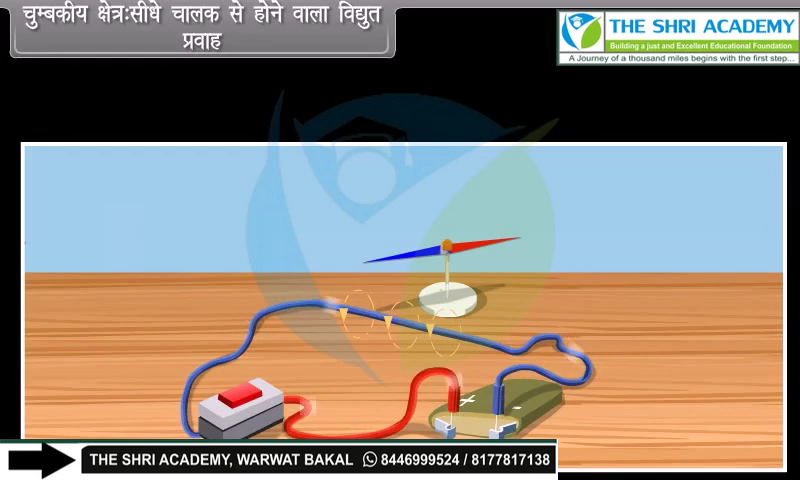 चुम्बकीय क्षेत्र:सीधे चालक से होने वाला विद्युत
प्रवाह
THE SHRI ACADEMY
Building a just and Excellent Educational Foundation
A Journey of a thousand miles begins with the first step...
+ -
THE SHRI ACADEMY, WARWAT BAKAL 8446999524 / 8177817138